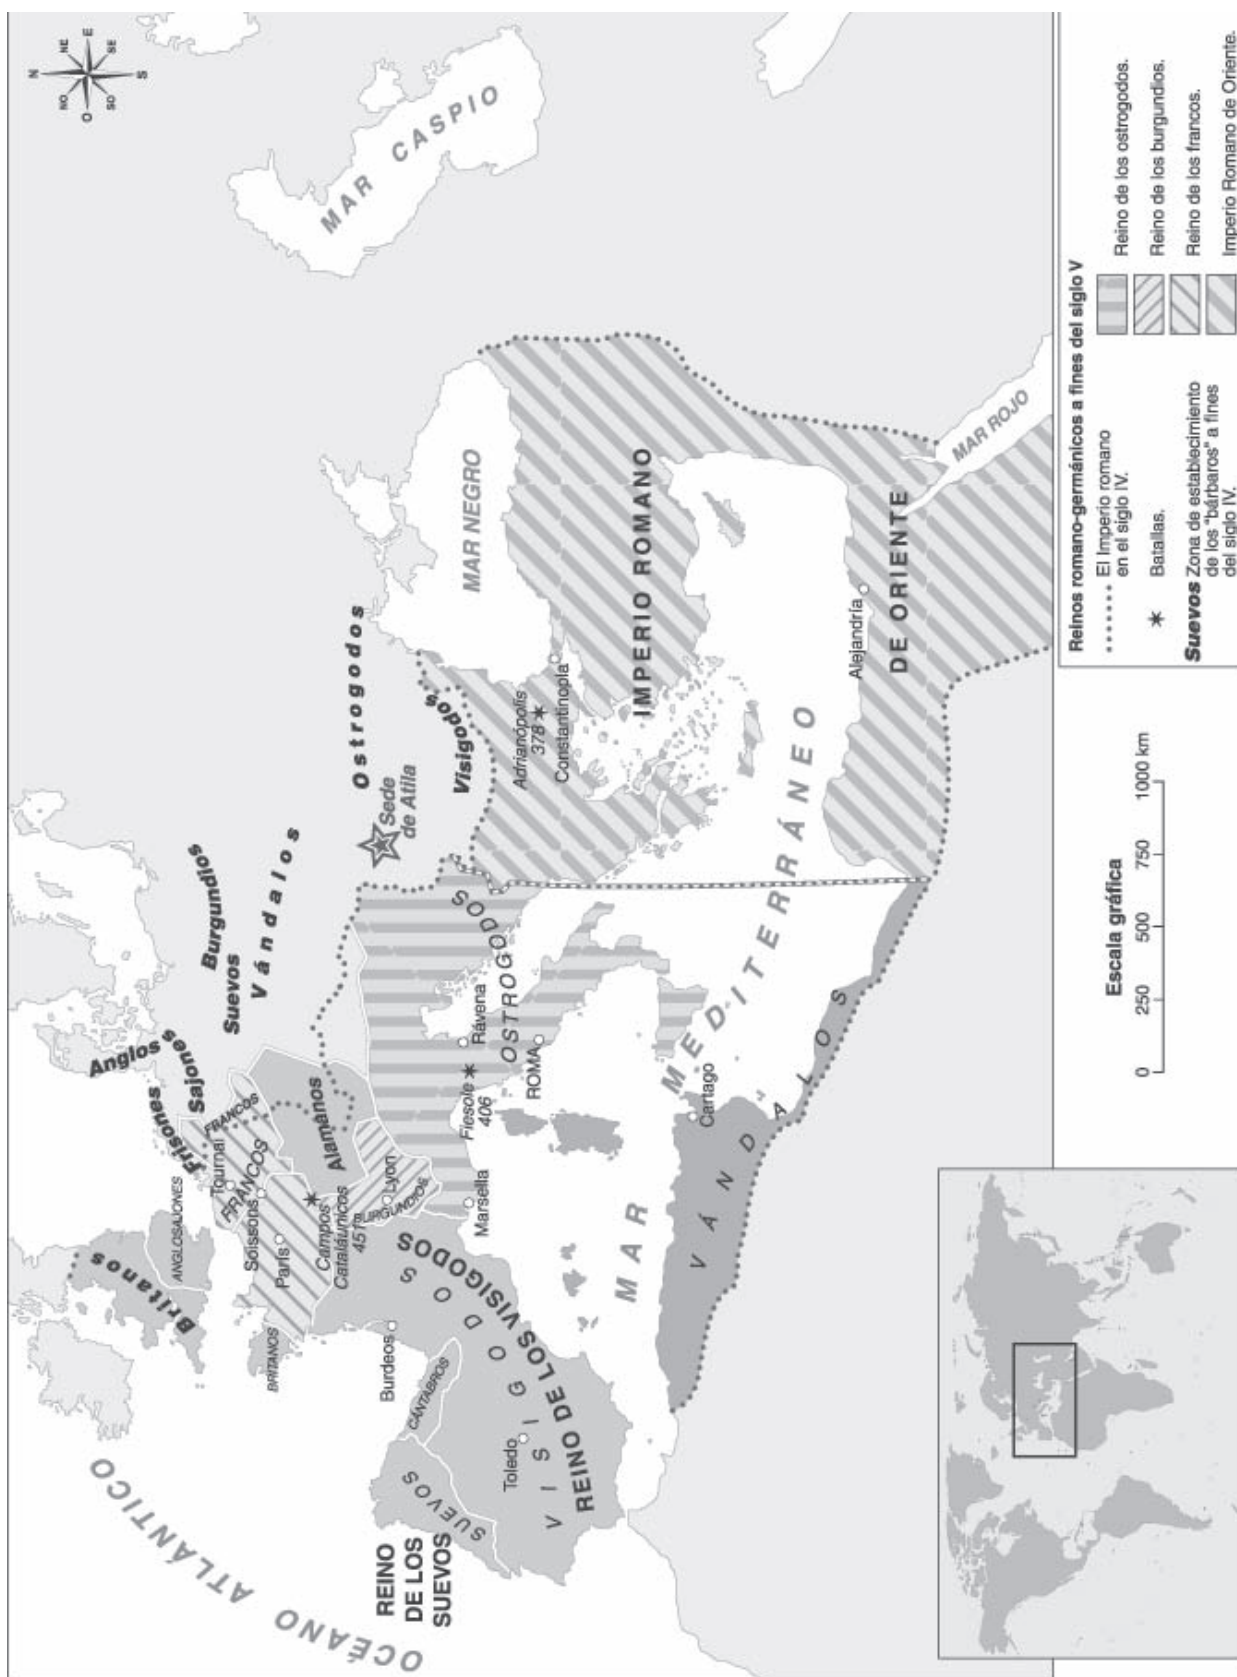 N
NE
E
SE
S
SO
O
NO
OCÉANO ATLÁNTICO
MAR CASPIO
MAR NEGRO
MAR ROJO
MAR MEDITERRÁNEO
Britanos
ANGLOSAJONES
BRITANOS
Frisones
Anglos
Sajones
Suevos
Burgundios
Vándalos
Ostrogodos
Visigodos
Sede
de Atila
FRANCOS
FRANCOS
Tournai
Soissons
París
Campos
Cataláunicos
451
Alamanos
Lyon
BURGUNDIOS
Burdeos
Marsella
Fiesole
406
Rávena
ROMA
OSTROGODOS
Adrianópolis
378
Constantinopla
IMPERIO ROMANO
DE ORIENTE
Alejandría
Cartago
VÁNDALOS
CÁNTABROS
SUEVOS
REINO
DE LOS
SUEVOS
Toledo
VISIGODOS
REINO DE LOS VISIGODOS
Escala gráfica
0 250 500 750 1000 km
Reinos romano-germánicos a fines del siglo V
El Imperio romano
en el siglo IV.
Batallas.
Suevos Zona de establecimiento
de los "bárbaros" a fines
del siglo IV.
Reino de los ostrogodos.
Reino de los burgundios.
Reino de los francos.
Imperio Romano de Oriente.